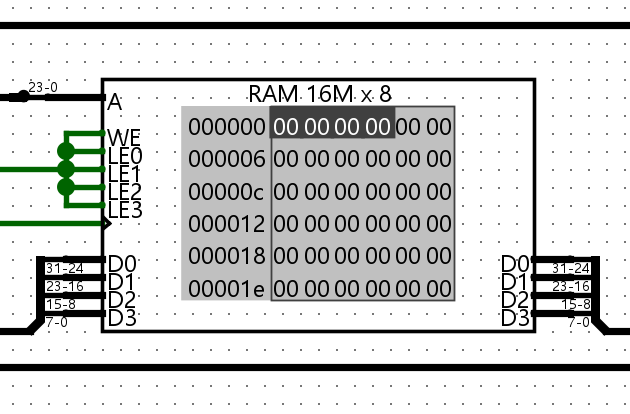 23-0
RAM 16M x 8
A
000000 00 00 00 00 00 00
WE
LE0
000006 00 00 00 00 00 00
LE1
LE2
00000c 00 00 00 00 00 00
LE3
000012 00 00 00 00 00 00
000018 00 00 00 00 00 00
D0 D0
31-24 31-24
D1 D1
23-16 23-16
00001e 00 00 00 00 00 00
D2 D2
15-8 15-8
D3 D3
7-0 7-0